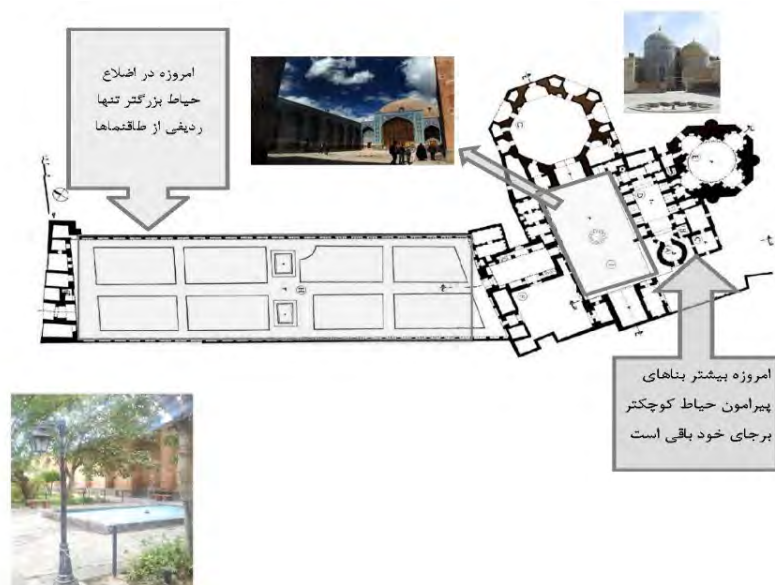 امروزه در اضلاع
حیاط بزرگتر تنها
ردیفی از طاقنماها
امروزه بیشتر بناهای
پیرامون حیاط کوچکتر
برجای خود باقی است